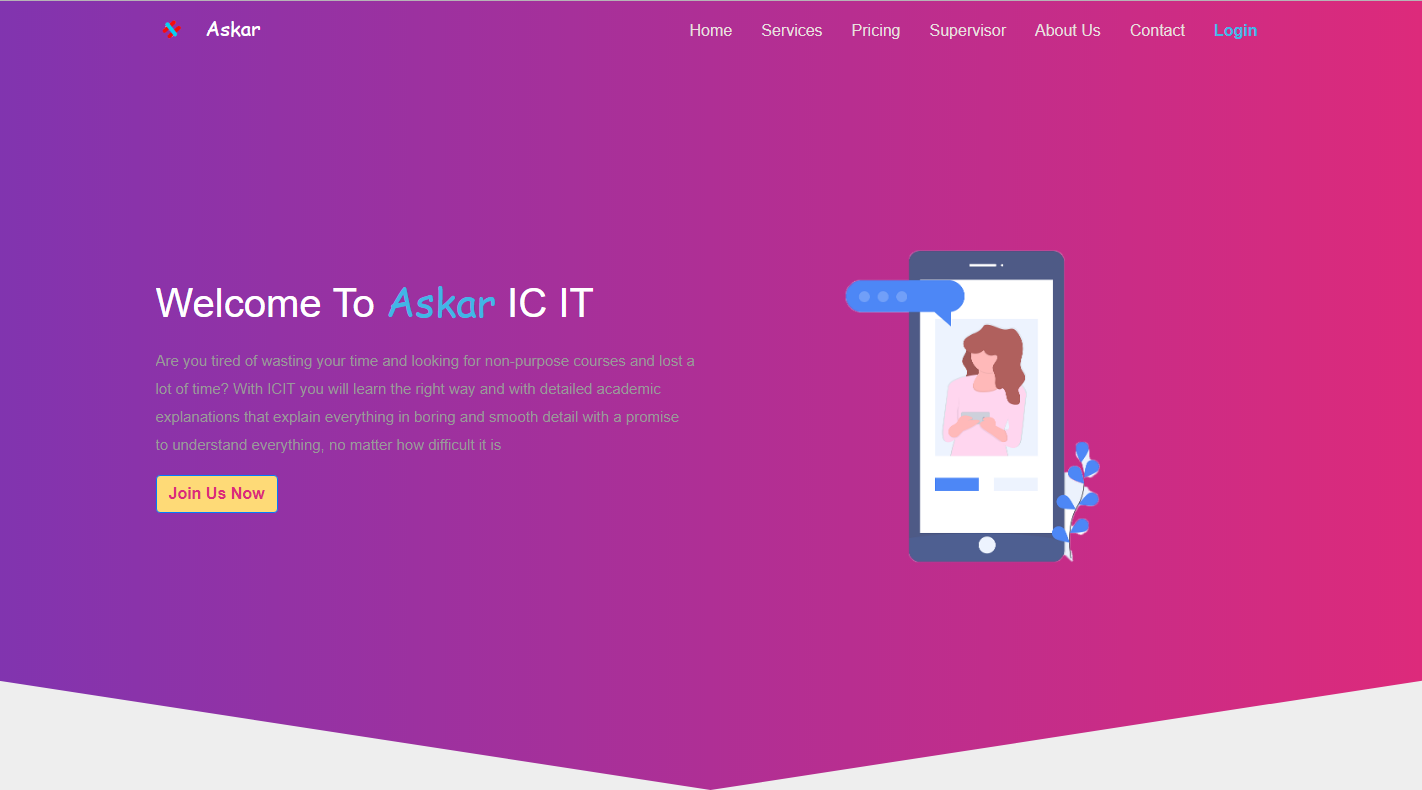 Askar
Home Services Pricing Supervisor About Us Contact Login
Welcome To Askar IC IT
Are you tired of wasting your time and looking for non-purpose courses and lost a
lot of time? With ICIT you will learn the right way and with detailed academic
explanations that explain everything in boring and smooth detail with a promise
to understand everything, no matter how difficult it is
Join Us Now